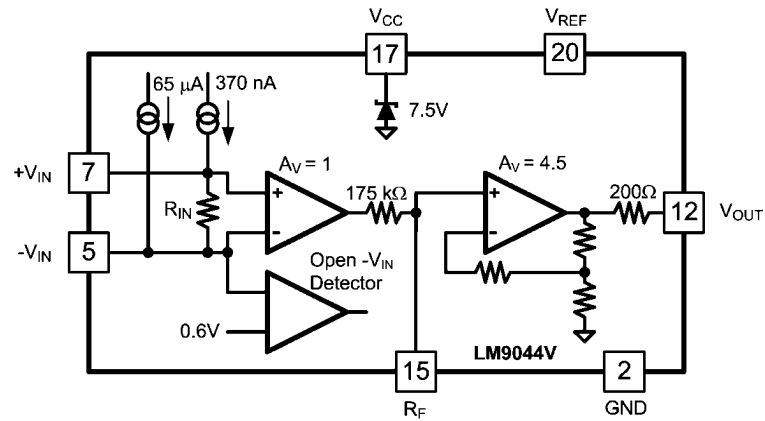 VCC
VREF
17
20
65 μA
370 nA
7.5V
+VIN
7
AV = 1
AV = 4.5
RIN
175 kΩ
200Ω
+
+
12
VOUT
-VIN
5
-
-
Open -VIN
Detector
0.6V
LM9044V
15
2
RF
GND